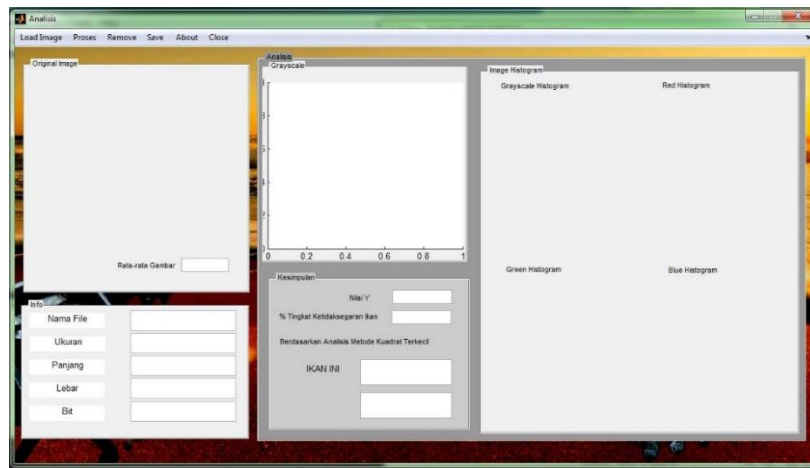 Analisis
Load Image Proses Remove Save About Close
Original Image
Rata-rata Gambar
Info
Nama File
Ukuran
Panjang
Lebar
Bit
Analisis
Grayscale
0 0.2 0.4 0.6 0.8 1
Kesimpulan
Nilai Y
% Tingkat Ketidaksegaran Ikan
Berdasarkan Analisis Metode Kuadrat Terkecil
IKAN INI
Image Histogram
Grayscale Histogram Red Histogram
Green Histogram Blue Histogram